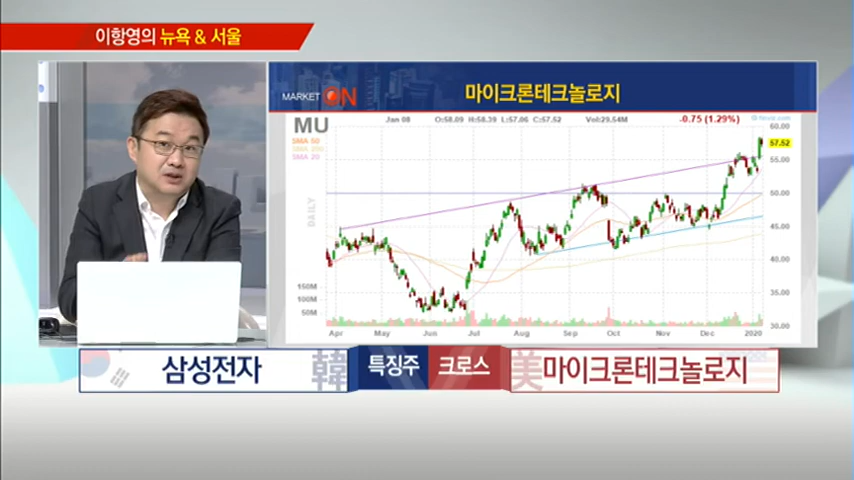 이항영의 뉴욕 & 서울
MARKET ON
마이크론테크놀로지
MU
Jan 08 O:58.09 H:58.39 L:57.06 C:57.52 Vol:29.54M -0.75 (1.29%)
SMA 50
SMA 200
SMA 20
DAILY
60.00
57.52
55.00
50.00
45.00
40.00
35.00
30.00
150M
100M
50M
Apr May Jun Jul Aug Sep Oct Nov Dec 2020
삼성전자 韓 특징주 크로스 美 마이크론테크놀로지